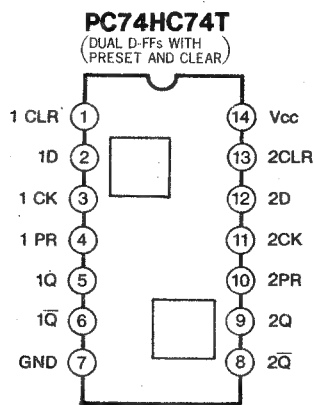 PC74HC74T
(DUAL D-FFs WITH
PRESET AND CLEAR)
1 CLR 1 14 Vcc
1D 2 13 2CLR
1 CK 3 12 2D
1 PR 4 11 2CK
1Q 5 10 2PR
1Q̅ 6 9 2Q
GND 7 8 2Q̅